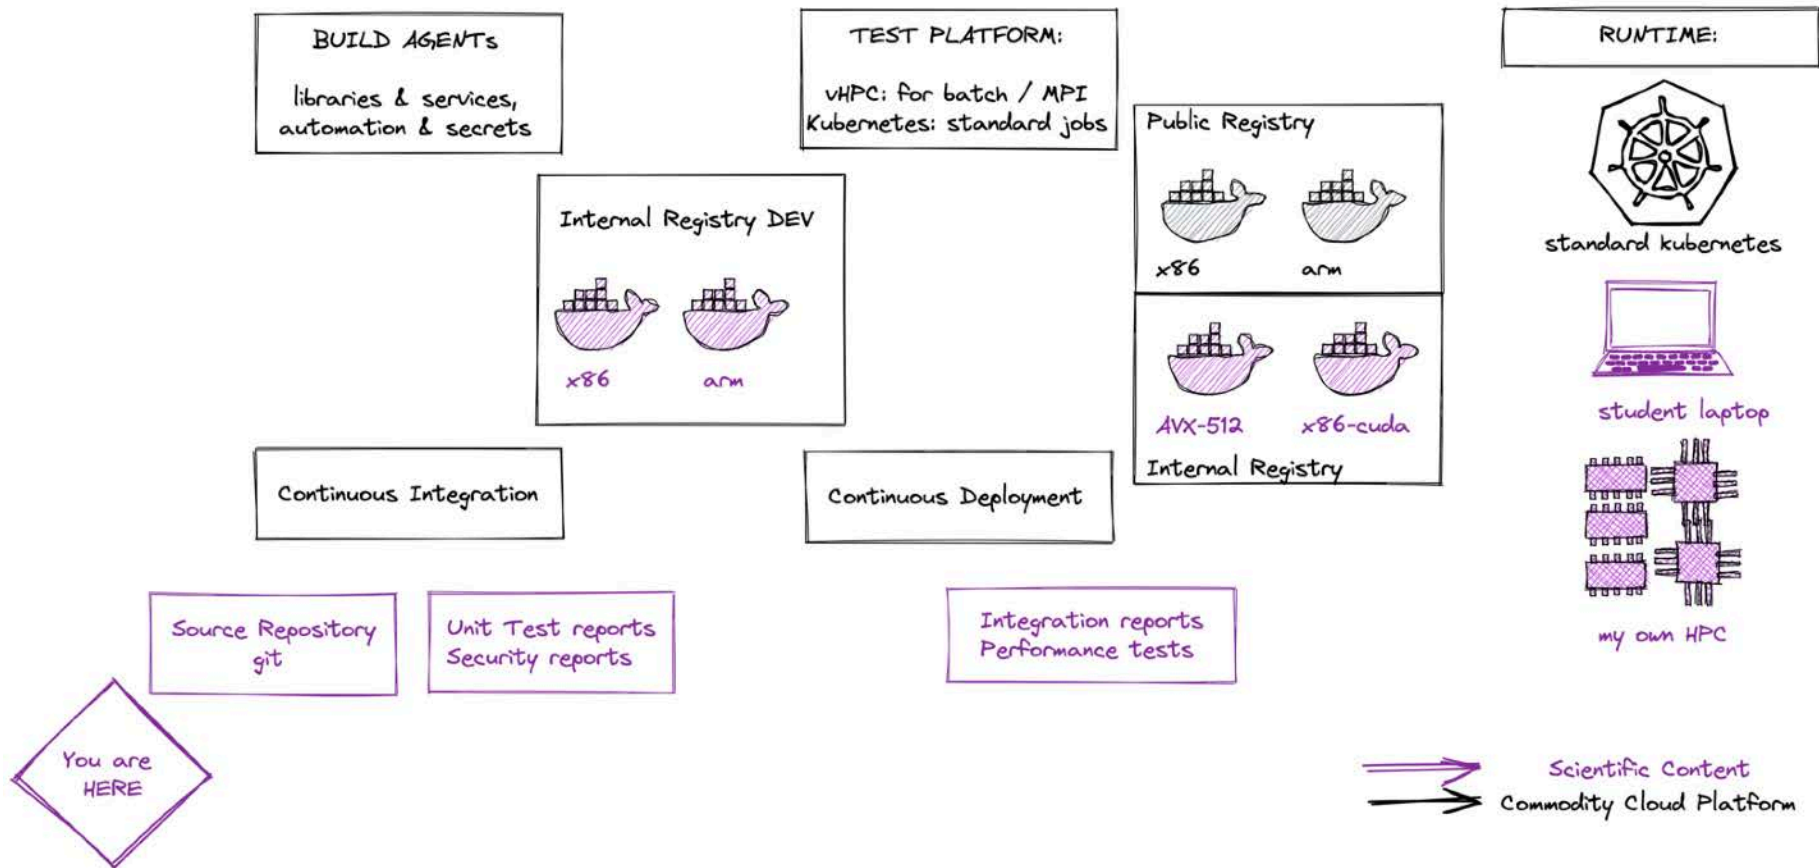 BUILD AGENTs
libraries & services,
automation & secrets
TEST PLATFORM:
vHPC: for batch / MPI
Kubernetes: standard jobs
RUNTIME:
Public Registry
x86
arm
Internal Registry DEV
x86
arm
AVX-512
x86-cuda
Internal Registry
standard kubernetes
student laptop
my own HPC
Continuous Integration
Continuous Deployment
Source Repository
git
Unit Test reports
Security reports
Integration reports
Performance tests
You are
HERE
Scientific Content
Commodity Cloud Platform